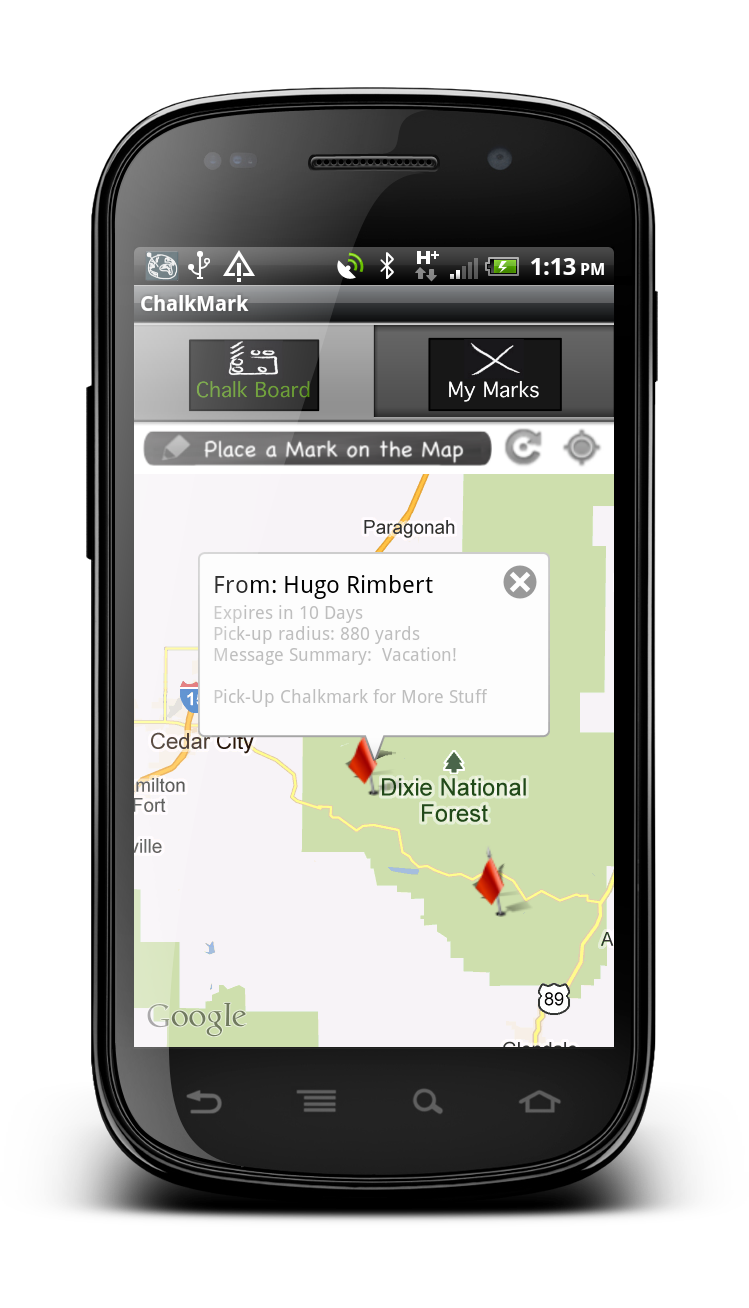 H+
1:13 PM
ChalkMark
Chalk Board
My Marks
Place a Mark on the Map
Paragonah
From: Hugo Rimbert
Expires in 10 Days
Pick-up radius: 880 yards
Message Summary:  Vacation!
Pick-Up Chalkmark for More Stuff
15
Cedar City
milton
Fort
Dixie National
Forest
ville
A
89
Google